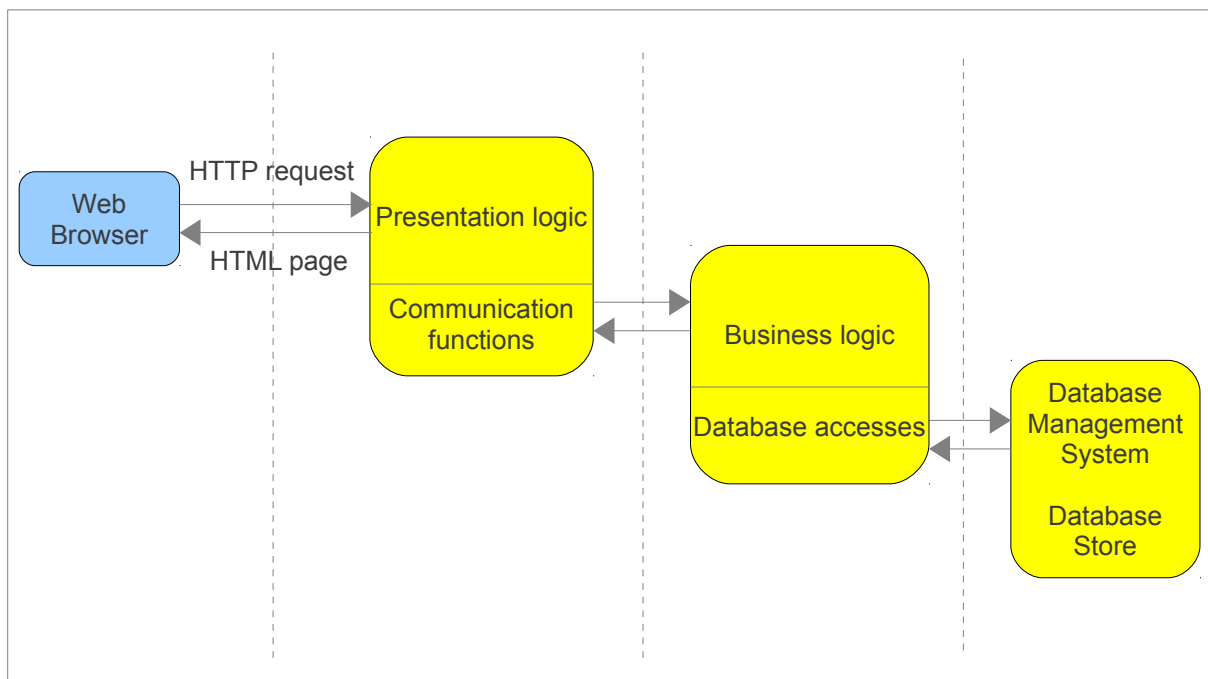 Web
Browser
HTTP request
HTML page
Presentation logic
Communication
functions
Business logic
Database accesses
Database
Management
System
Database
Store